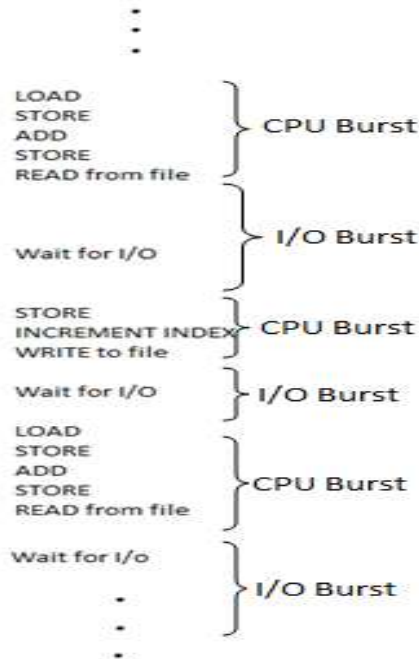 LOAD
STORE
ADD
STORE
READ from file
CPU Burst
Wait for I/O
I/O Burst
STORE
INCREMENT INDEX
WRITE to file
CPU Burst
Wait for I/O
I/O Burst
LOAD
STORE
ADD
STORE
READ from file
CPU Burst
Wait for I/o
I/O Burst